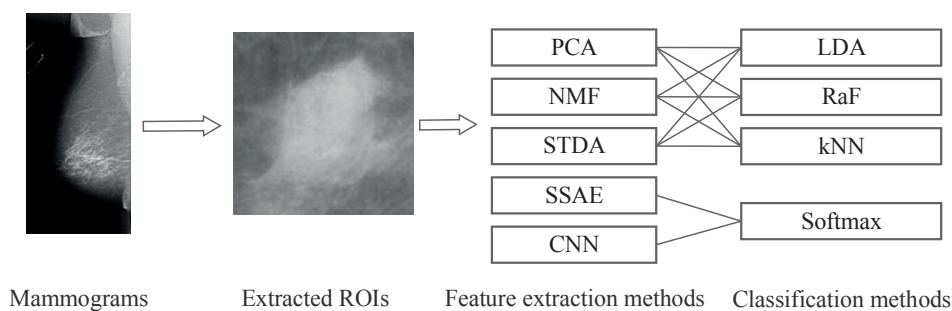 PCA
LDA
NMF
RaF
STDA
kNN
SSAE
Softmax
CNN
Mammograms
Extracted ROIs
Feature extraction methods
Classification methods